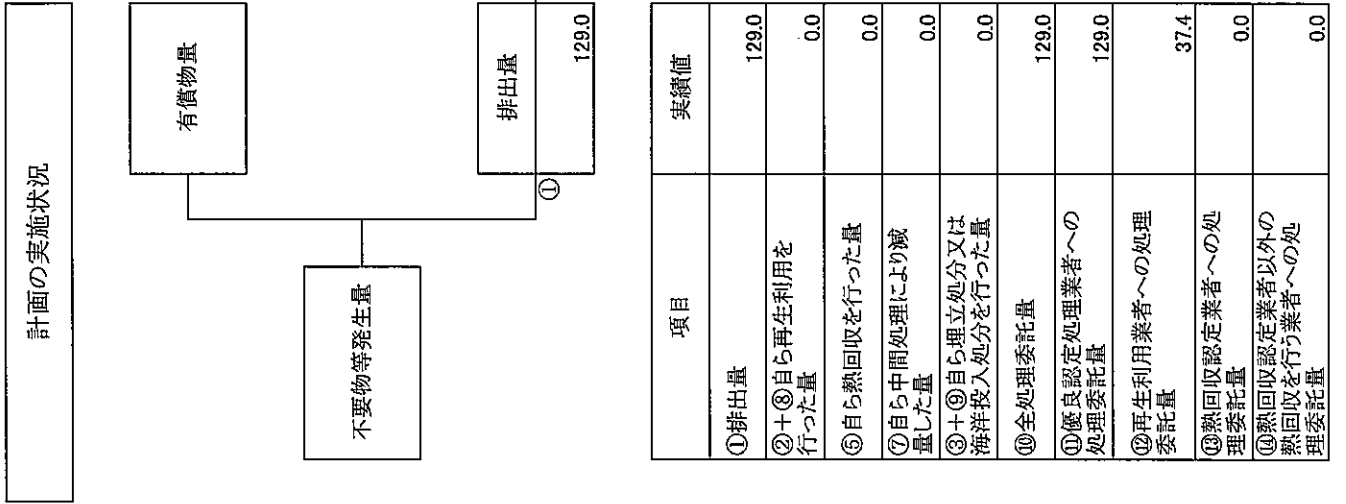 計画の実施状況
有償物量
不要物等発生量
①
排出量
129.0
項目
実績値
①排出量
129.0
②+⑧自ら再生利用を
行った量
0.0
⑤自ら熱回収を行った量
0.0
⑦自ら中間処理により減
量した量
0.0
③+⑨自ら埋立処分又は
海洋投入処分を行った量
0.0
⑩全処理委託量
129.0
⑪優良認定処理業者への
処理委託量
129.0
⑫再生利用業者への処理
委託量
37.4
⑬熱回収認定業者への処
理委託量
0.0
⑭熱回収認定業者以外の
熱回収を行う業者への処
理委託量
0.0